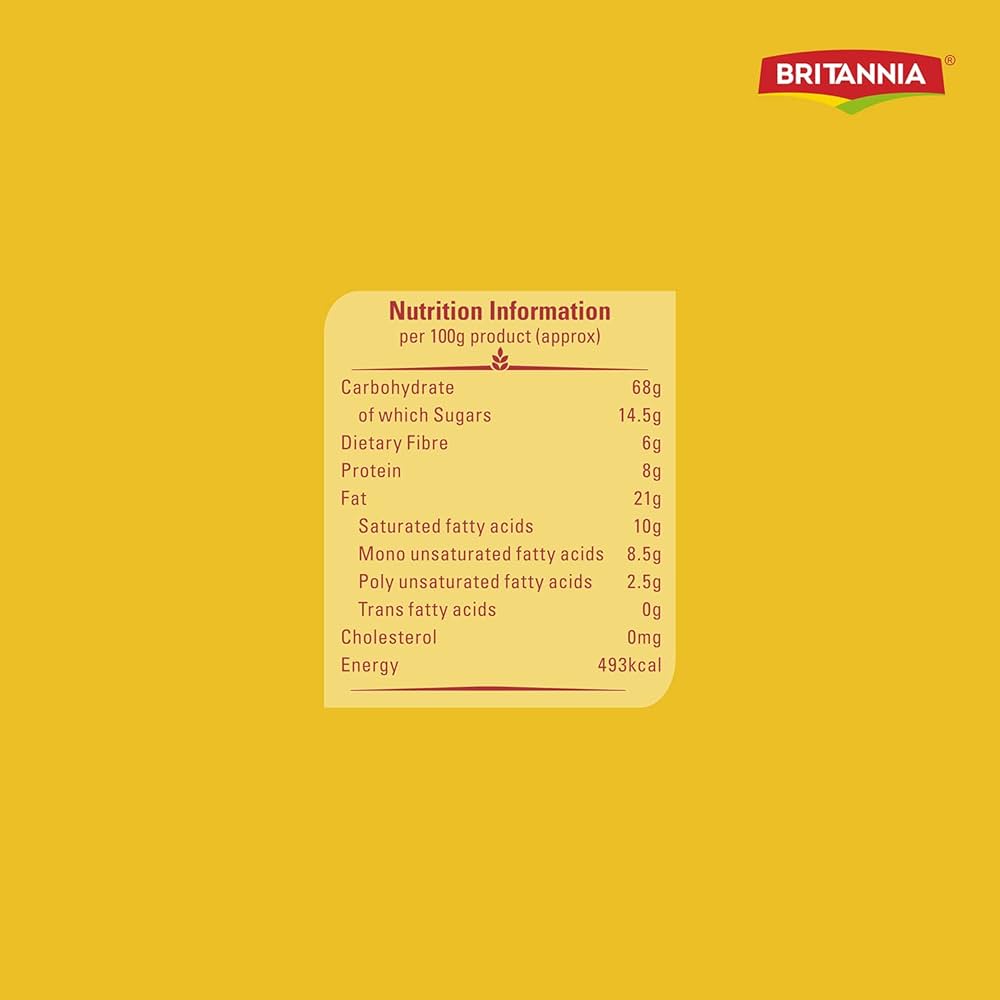 BRITANNIA ®
Nutrition Information
per 100g product (approx)
Carbohydrate 68g
of which Sugars 14.5g
Dietary Fibre 6g
Protein 8g
Fat 21g
Saturated fatty acids 10g
Mono unsaturated fatty acids 8.5g
Poly unsaturated fatty acids 2.5g
Trans fatty acids 0g
Cholesterol 0mg
Energy 493kcal